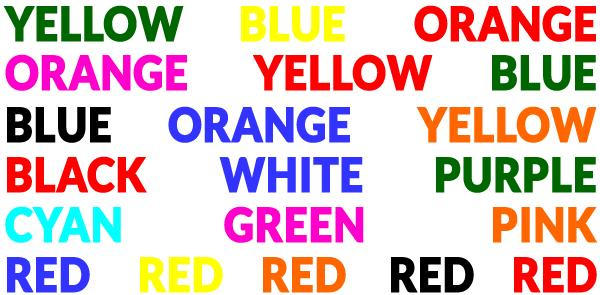 YELLOW BLUE ORANGE
ORANGE YELLOW BLUE
BLUE ORANGE YELLOW
BLACK WHITE PURPLE
CYAN GREEN PINK
RED RED RED RED RED